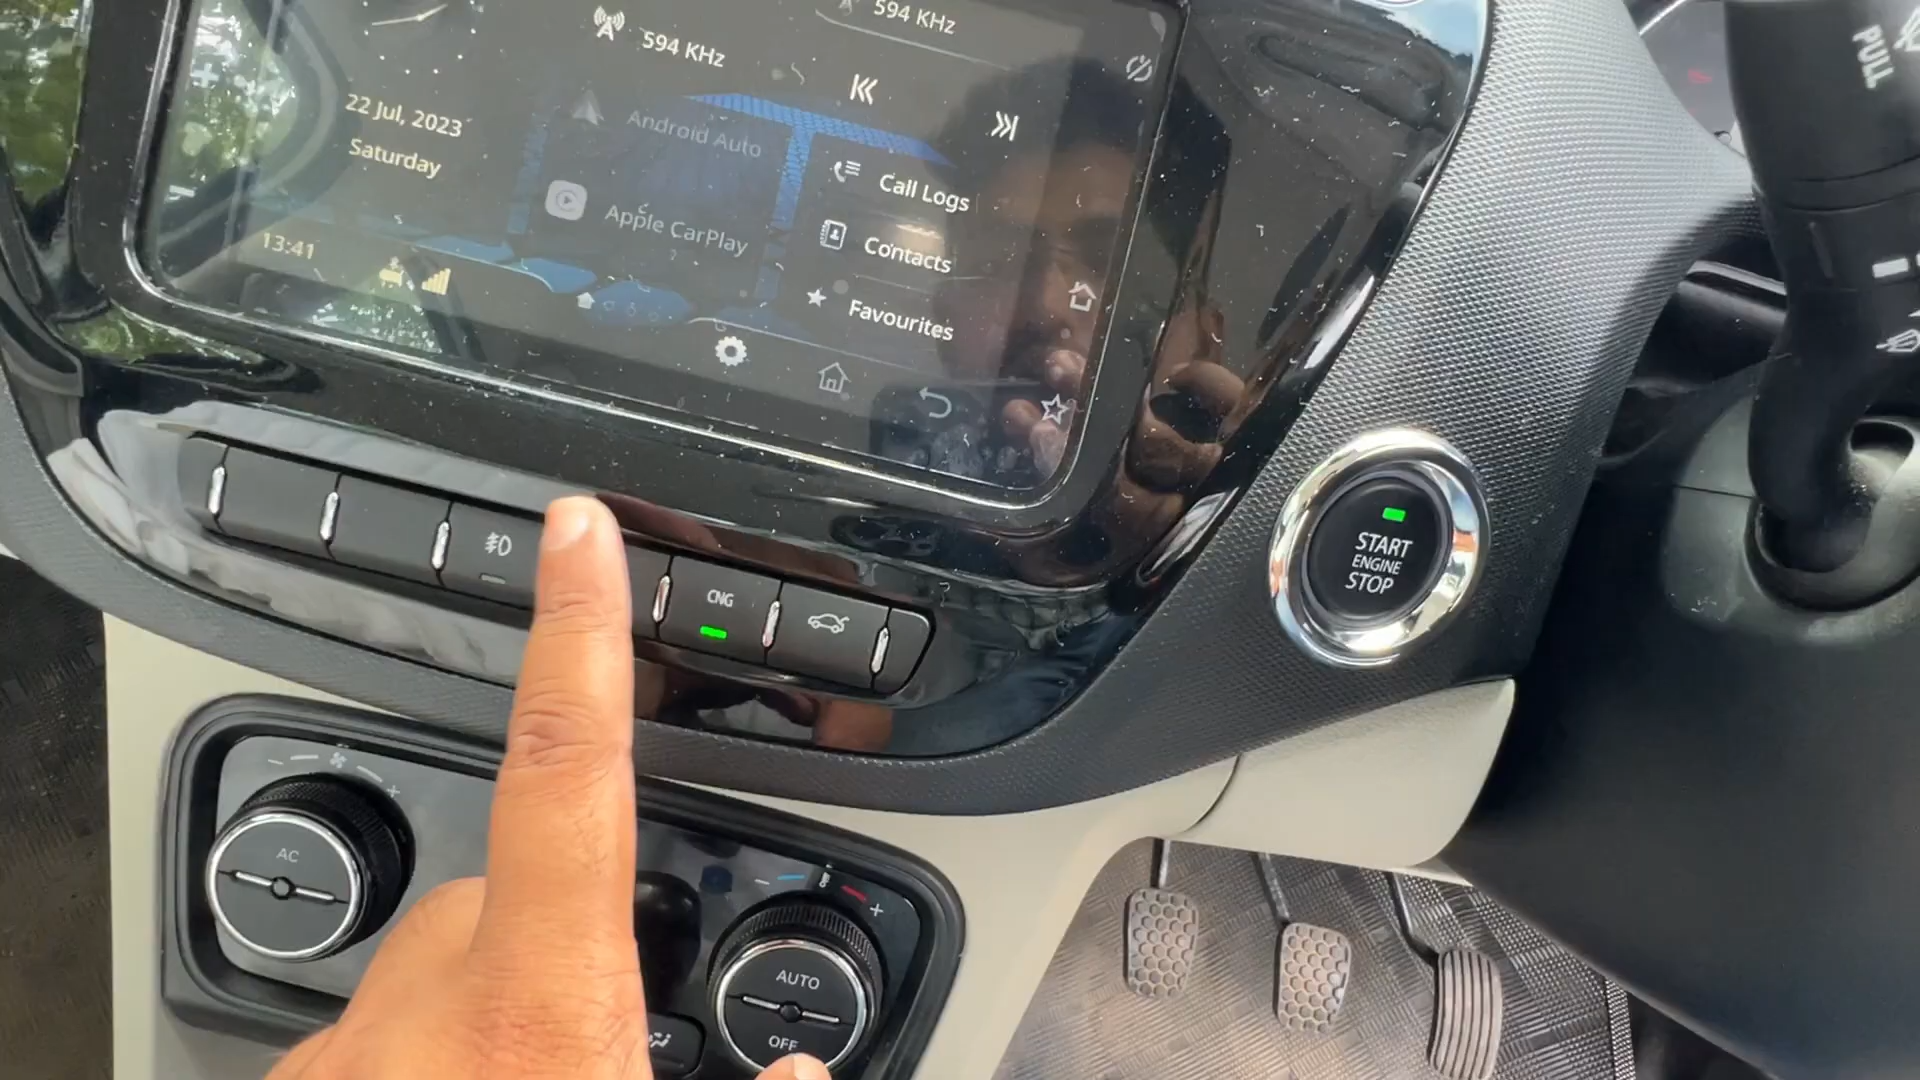 594 KHz
594 KHz
PULL
22 Jul, 2023
Saturday
Android Auto
Apple CarPlay
Call Logs
Contacts
Favourites
13:41
CNG
START
ENGINE
STOP
AC
AUTO
OFF